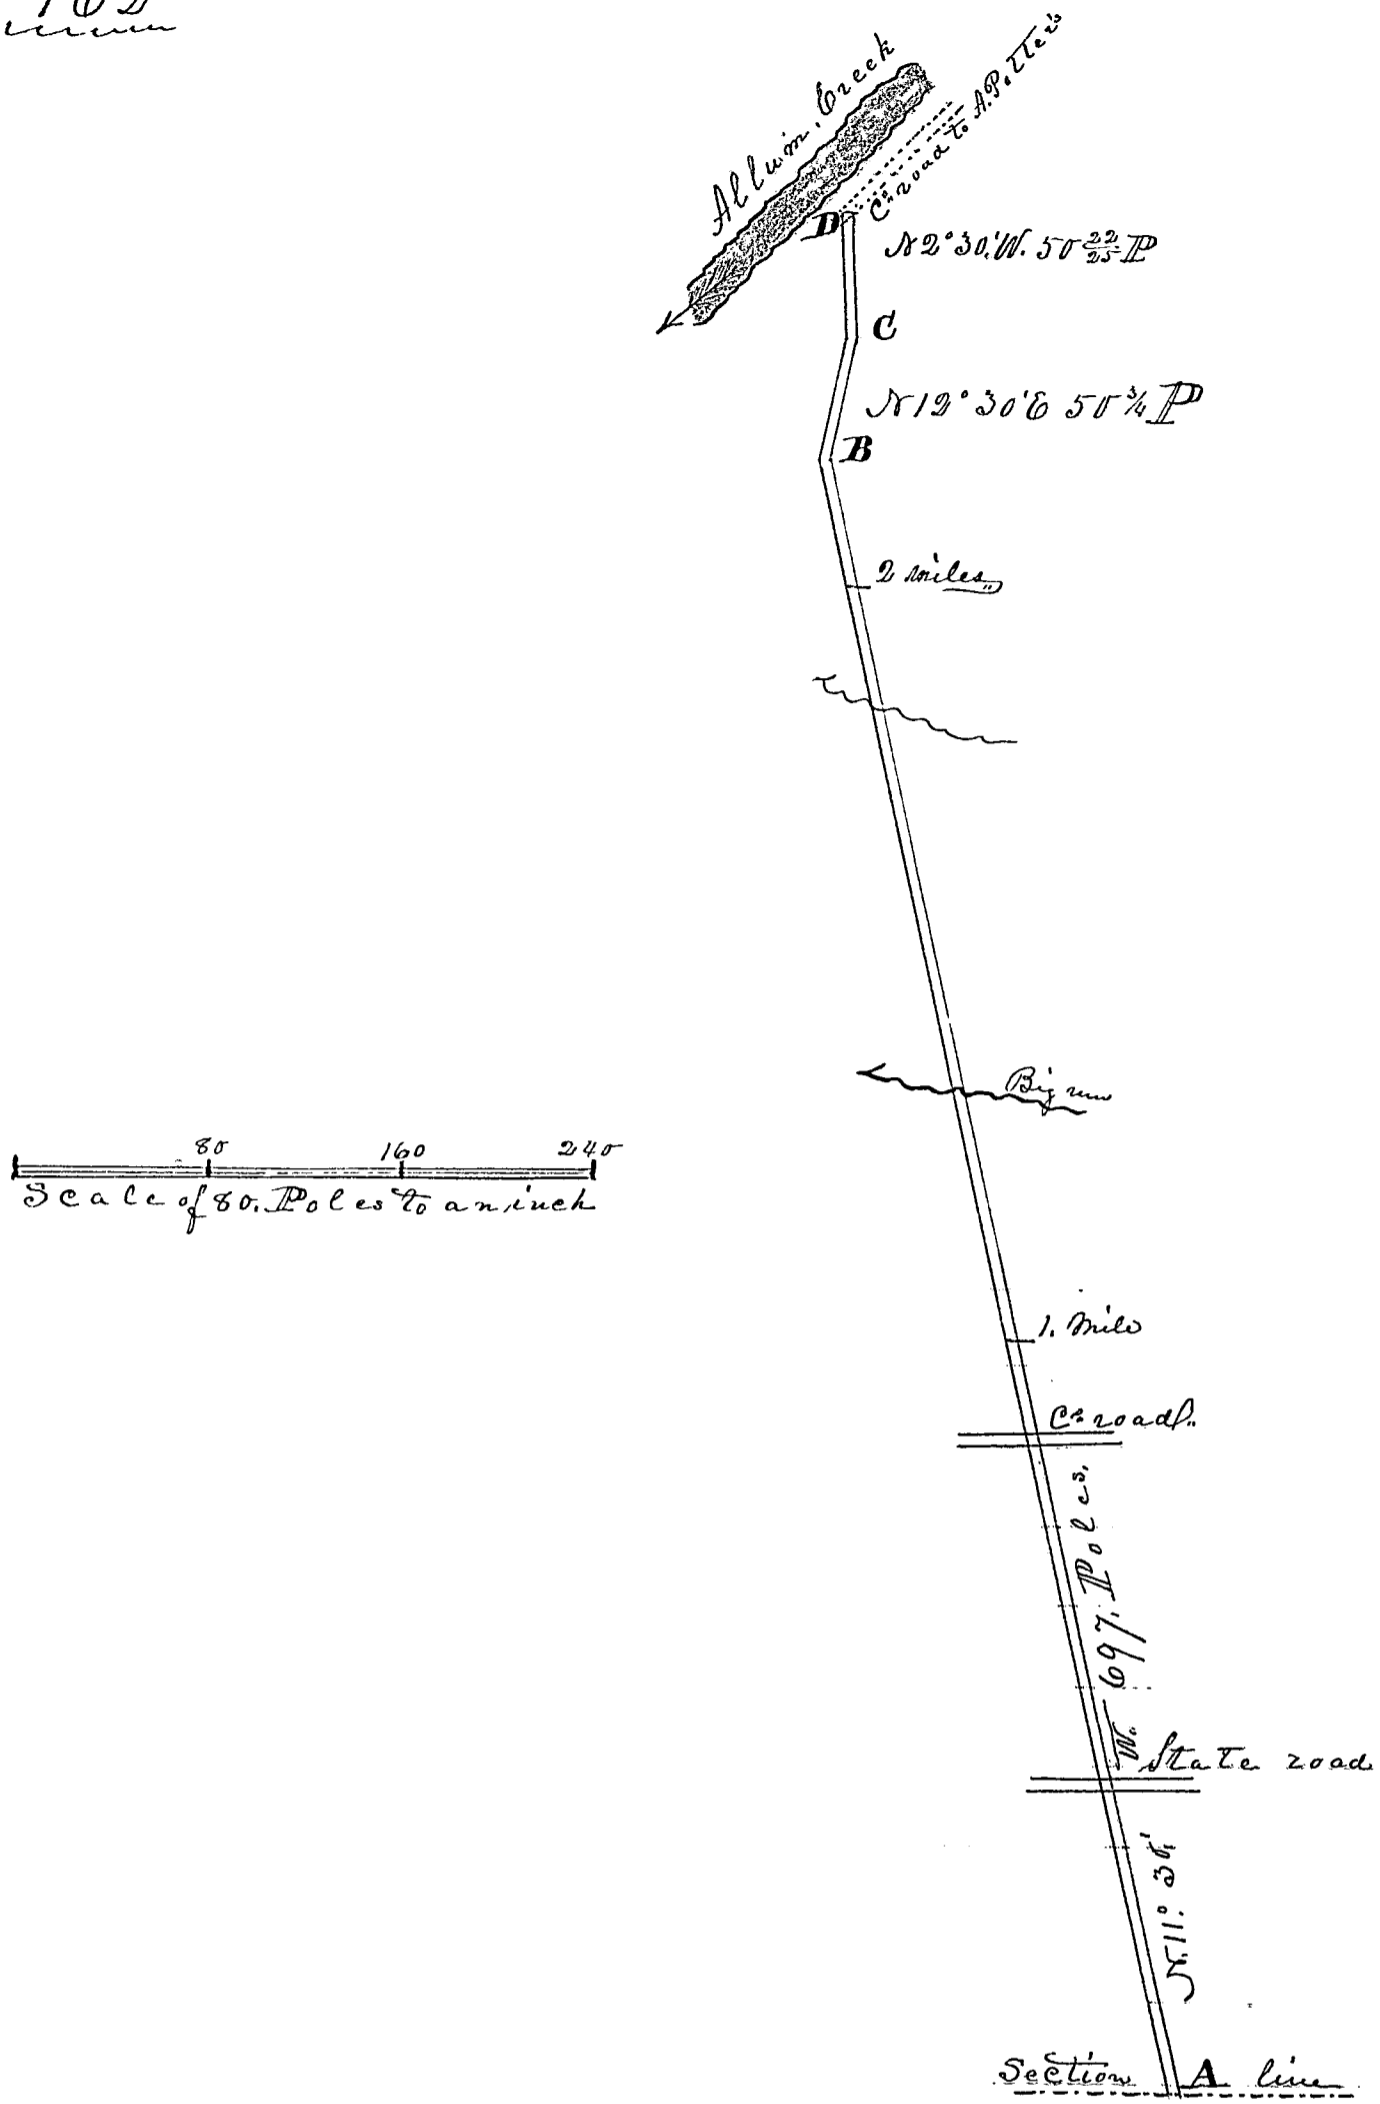 Allum, Creek
Co road to A. Potter's
D
N 2° 30.' W. 50 22/25 P
C
N 12° 30' E 50 3/4 P
B
2 miles
Big run
80 160 240
Scale of 80. Poles to an inch
1. Mile
Co road
N. 11° 35' W. 697, Poles.
State road
Section A line